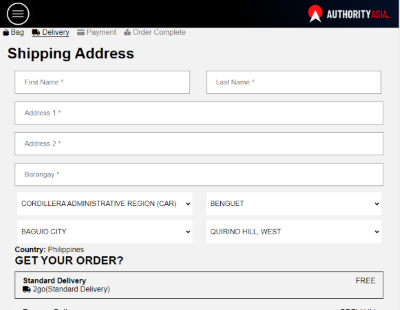 AUTHORITYASIA.
Bag Delivery Payment Order Complete
Shipping Address
First Name * Last Name *
Address 1 *
Address 2 *
Barangay *
CORDILLERA ADMINISTRATIVE REGION (CAR) BENGUET
BAGUIO CITY QUIRINO HILL, WEST
Country: Philippines
GET YOUR ORDER?
Standard Delivery FREE
2go(Standard Delivery)